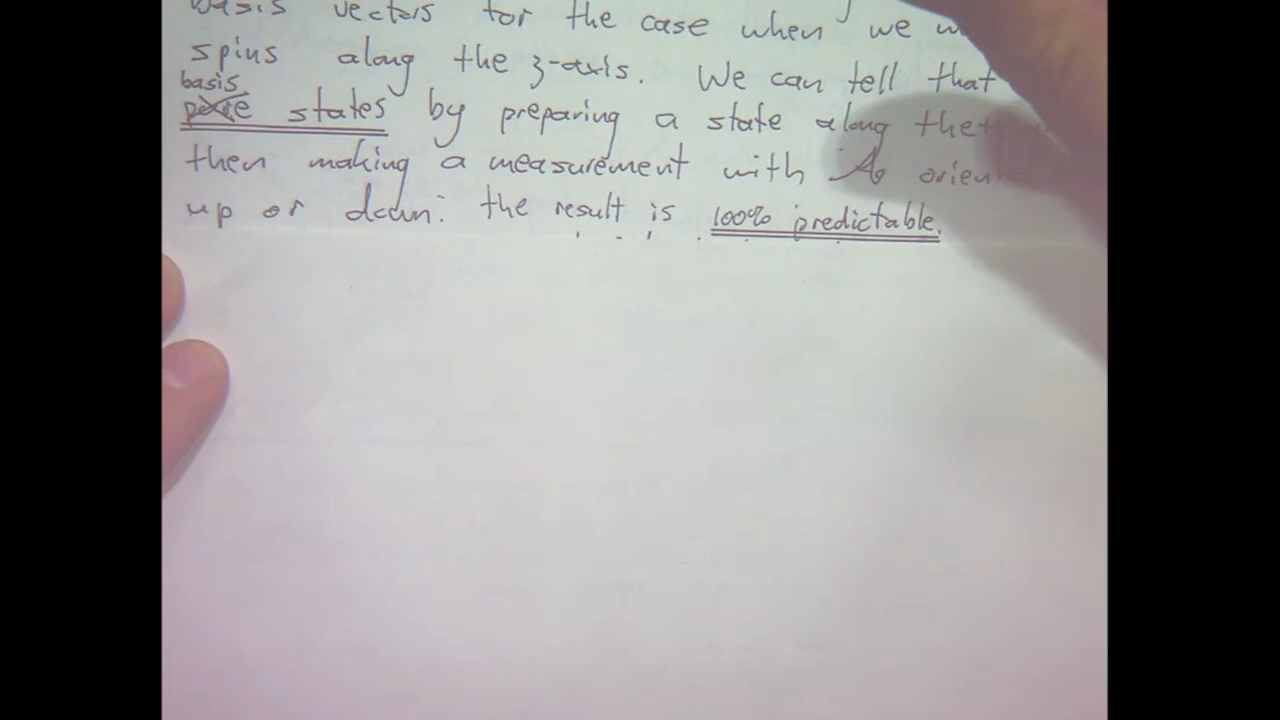 basis vectors for the case when we
spins along the z-axis. We can tell that
basis
pure states by preparing a state along the
then making a measurement with A orien
up or down: the result is 100% predictable.